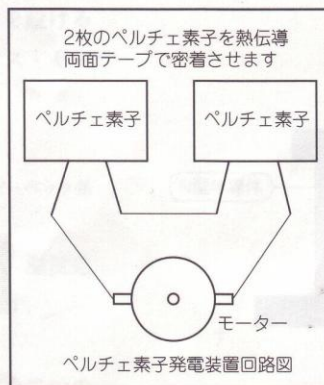 2枚のペルチェ素子を熱伝導
両面テープで密着させます
ペルチェ素子
ペルチェ素子
モーター
ペルチェ素子発電装置回路図